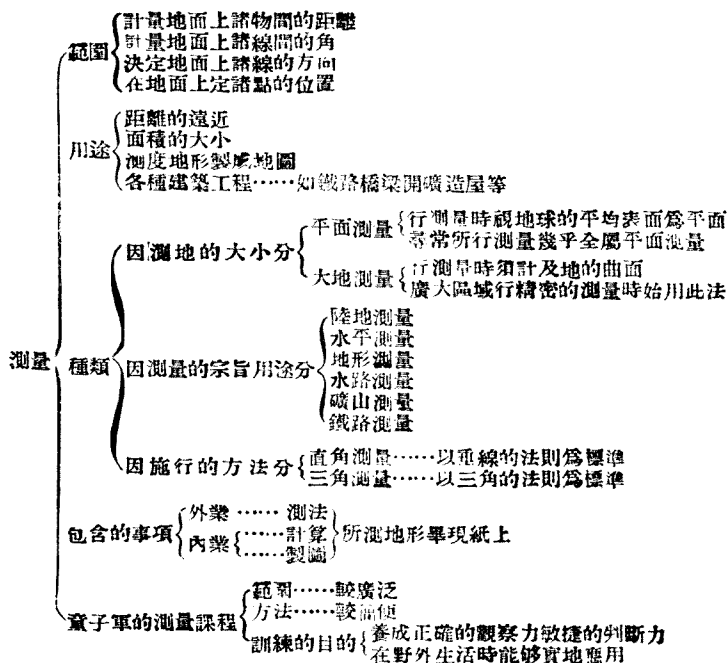 測量
範圍
計量地面上諸物間的距離
計量地面上諸線間的角
決定地面上諸線的方向
在地面上定諸點的位置
用途
距離的遠近
面積的大小
測度地形製成地圖
各種建築工程……如鐵路橋梁開礦造屋等
種類
因測地的大小分
平面測量
行測量時視地球的平均表面爲平面
尋常所行測量幾乎全屬平面測量
大地測量
行測量時須計及地的曲面
廣大區域行精密的測量時始用此法
因測量的宗旨用途分
陸地測量
水平測量
地形測量
水路測量
礦山測量
鐵路測量
因施行的方法分
直角測量……以垂線的法則爲標準
三角測量……以三角的法則爲標準
包含的事項
外業……測法
內業
……計算
……製圖
所測地形畢現紙上
童子軍的測量課程
範圍……較廣泛
方法……較簡便
訓練的目的
養成正確的觀察力敏捷的判斷力
在野外生活時能够實地應用